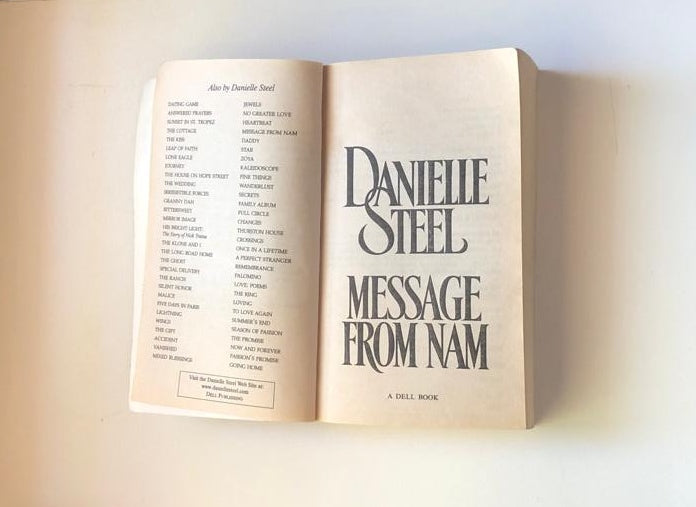 Also by Danielle Steel
DATING GAME
ANSWERED PRAYERS
SUNSET IN ST. TROPEZ
THE COTTAGE
THE KISS
LEAP OF FAITH
LONE EAGLE
JOURNEY
THE HOUSE ON HOPE STREET
THE WEDDING
IRRESISTIBLE FORCES
GRANNY DAN
BITTERSWEET
MIRROR IMAGE
HIS BRIGHT LIGHT:
The Story of Nick Traina
THE KLONE AND I
THE LONG ROAD HOME
THE GHOST
SPECIAL DELIVERY
THE RANCH
SILENT HONOR
MALICE
FIVE DAYS IN PARIS
LIGHTNING
WINGS
THE GIFT
ACCIDENT
VANISHED
MIXED BLESSINGS
JEWELS
NO GREATER LOVE
HEARTBEAT
MESSAGE FROM NAM
DADDY
STAR
ZOYA
KALEIDOSCOPE
FINE THINGS
WANDERLUST
SECRETS
FAMILY ALBUM
FULL CIRCLE
CHANGES
THURSTON HOUSE
CROSSINGS
ONCE IN A LIFETIME
A PERFECT STRANGER
REMEMBRANCE
PALOMINO
LOVE: POEMS
THE RING
LOVING
TO LOVE AGAIN
SUMMER'S END
SEASON OF PASSION
THE PROMISE
NOW AND FOREVER
PASSION'S PROMISE
GOING HOME
Visit the Danielle Steel Web Site at:
www.daniellesteel.com
DELL PUBLISHING
DANIELLE
STEEL
MESSAGE
FROM NAM
A DELL BOOK